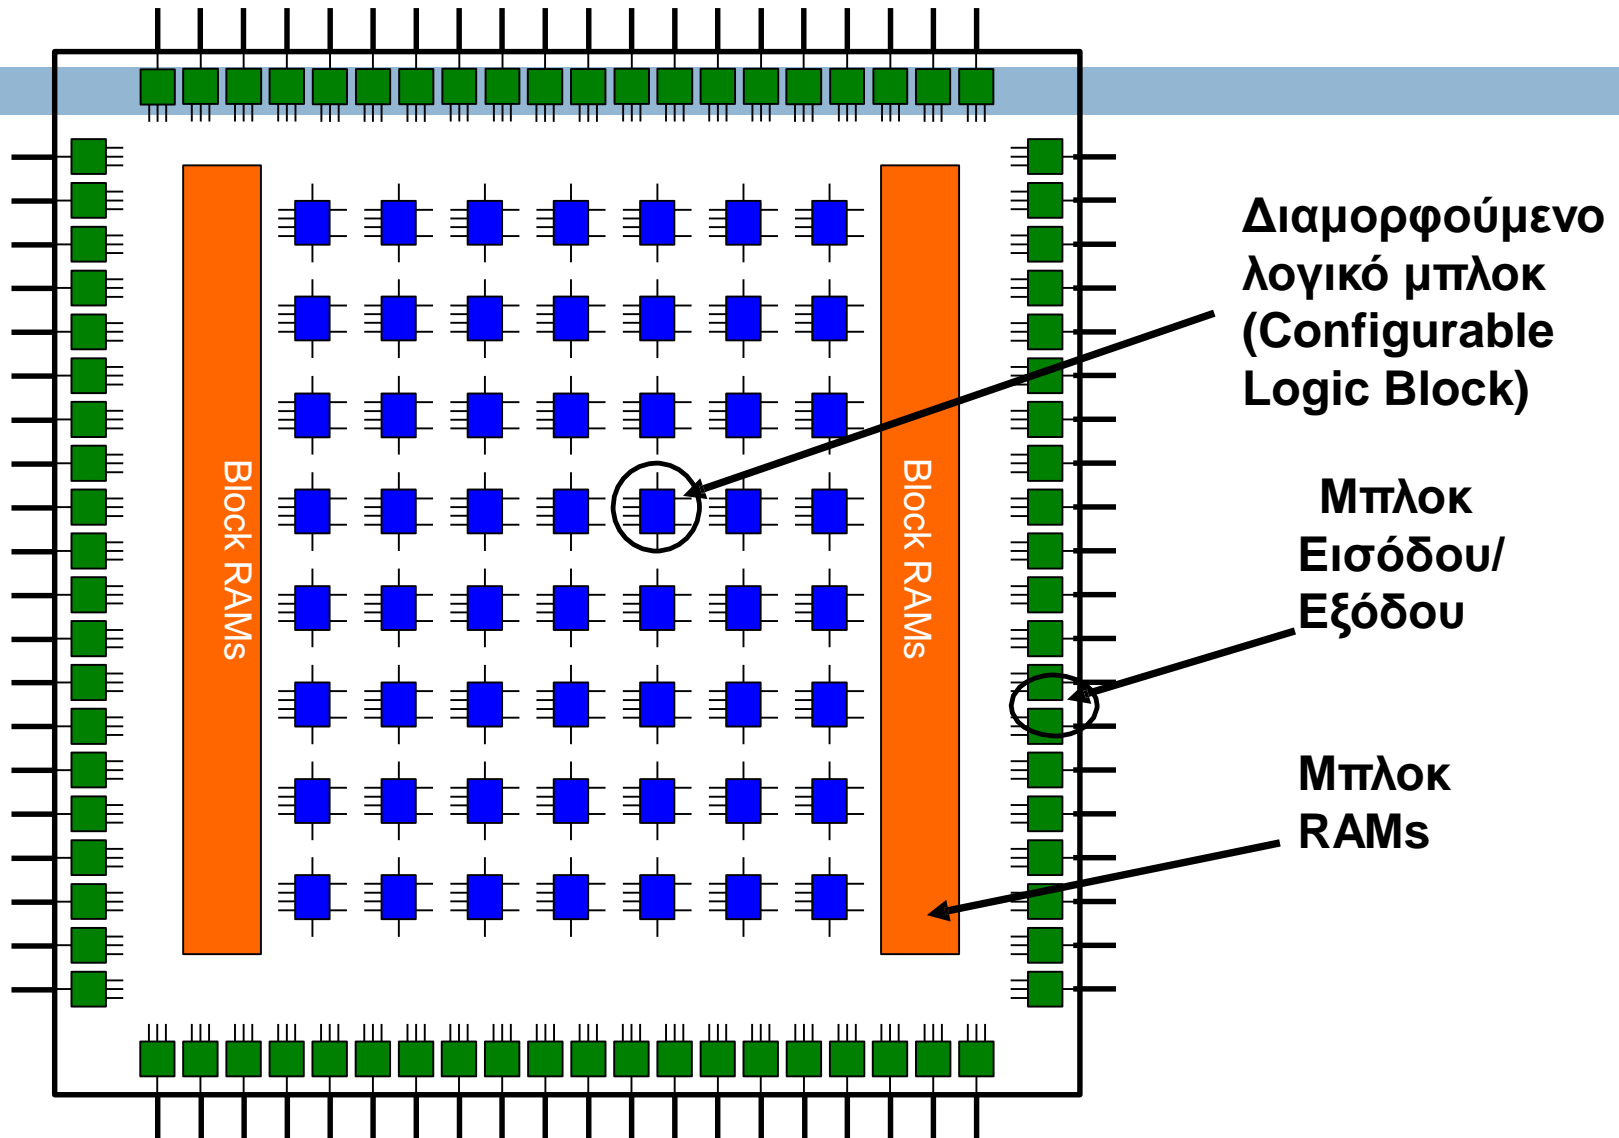 Block RAMs
Block RAMs
Διαμορφούμενο
λογικό μπλοκ
(Configurable
Logic Block)
Μπλοκ
Εισόδου/
Εξόδου
Μπλοκ
RAMs